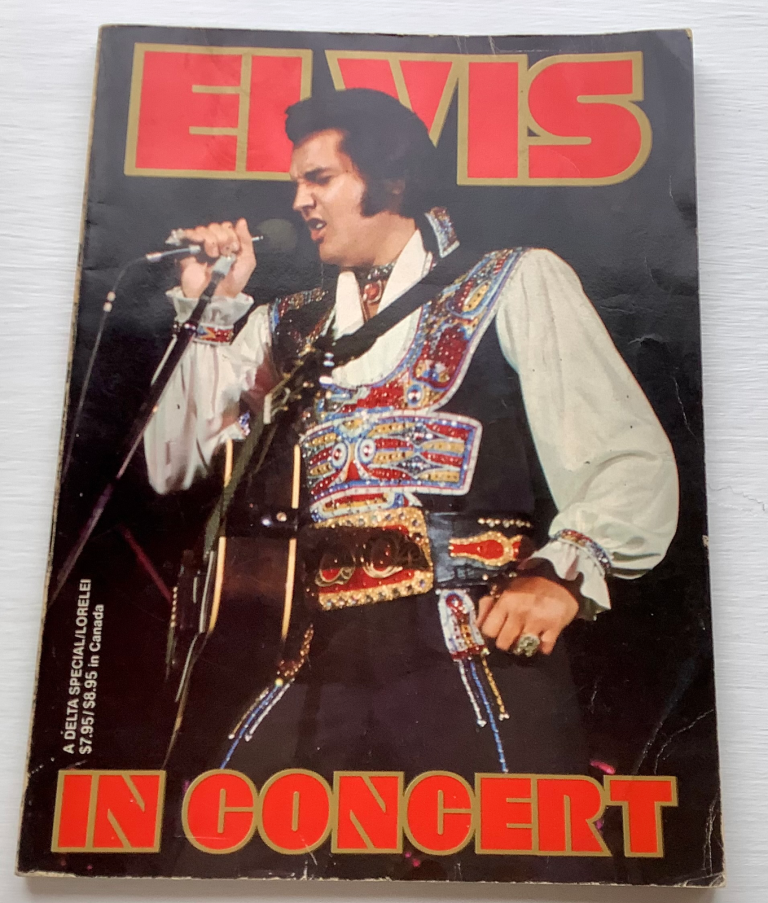 ELVIS
A DELTA SPECIAL/LORELEI
$7.95/$8.95 in Canada
IN CONCERT